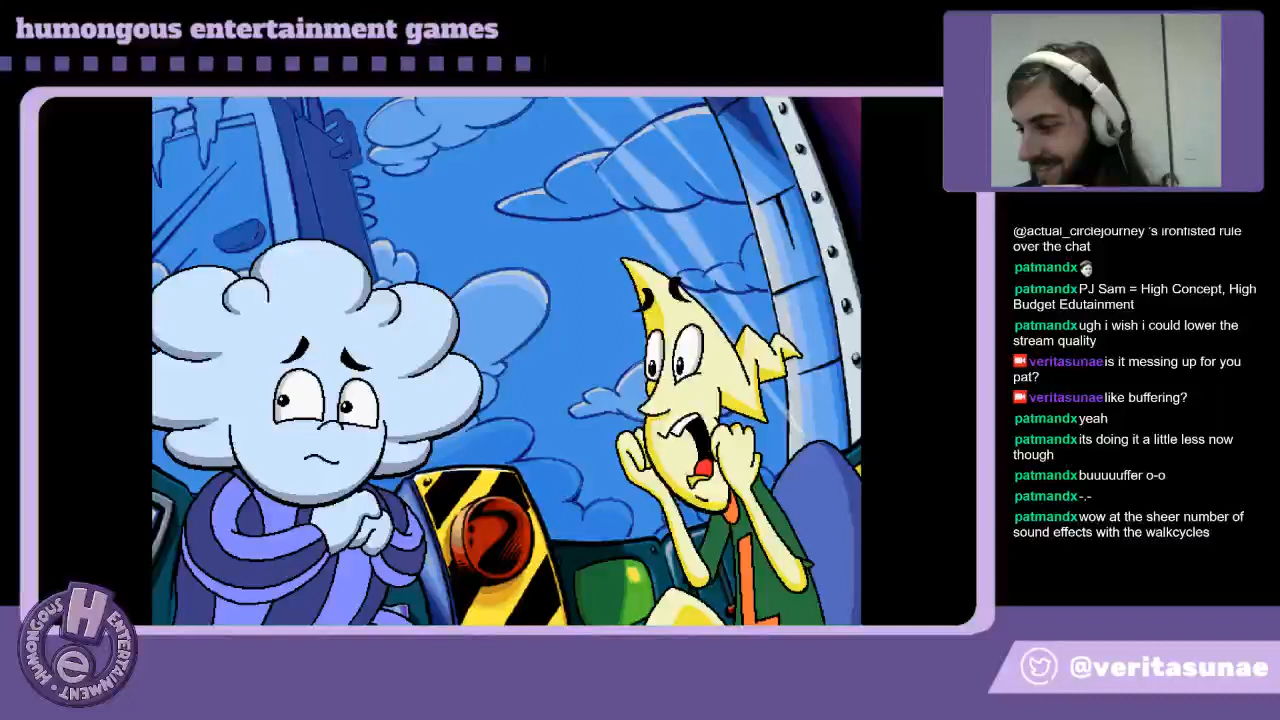 humongous entertainment games
@actual_circlejourney 's ironfisted rule
over the chat
patmandx
patmandx PJ Sam = High Concept, High
Budget Edutainment
patmandx ugh i wish i could lower the
stream quality
veritasunae is it messing up for you
pat?
veritasunae like buffering?
patmandx yeah
patmandx its doing it a little less now
though
patmandx buuuuuffer o-o
patmandx -.-
patmandx wow at the sheer number of
sound effects with the walkcycles
?
HUMONGOUS
He
ENTERTAINMENT
@veritasunae